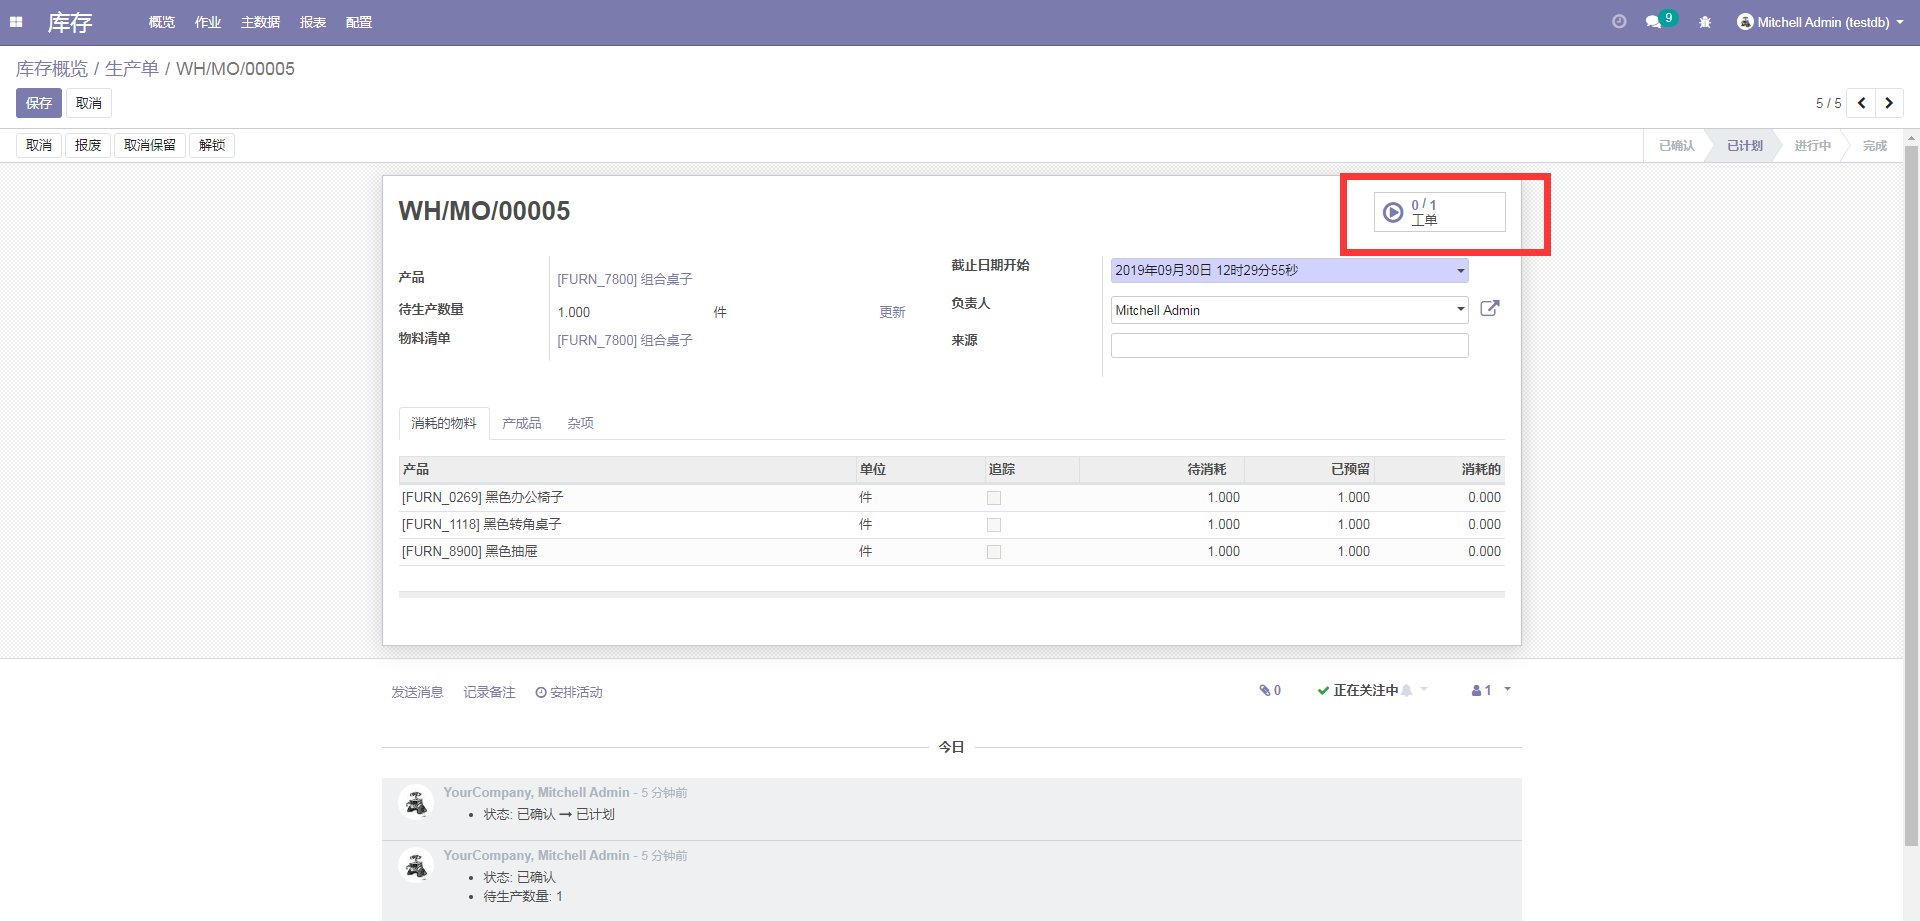 库存 概览 作业 主数据 报表 配置 9 Mitchell Admin (testdb)
库存概览 / 生产单 / WH/MO/00005
保存 取消 5 / 5
取消 报废 取消保留 解锁 已确认 已计划 进行中 完成
WH/MO/00005
0 / 1
工单
产品 [FURN_7800] 组合桌子
待生产数量 1.000 件 更新
物料清单 [FURN_7800] 组合桌子
截止日期开始 2019年09月30日 12时29分55秒
负责人 Mitchell Admin
来源
消耗的物料 产成品 杂项
产品 单位 追踪 待消耗 已预留 消耗的
[FURN_0269] 黑色办公椅子 件 1.000 1.000 0.000
[FURN_1118] 黑色转角桌子 件 1.000 1.000 0.000
[FURN_8900] 黑色抽屉 件 1.000 1.000 0.000
发送消息 记录备注 安排活动 0 正在关注中 1
今日
YourCompany, Mitchell Admin - 5 分钟前
• 状态: 已确认 → 已计划
YourCompany, Mitchell Admin - 5 分钟前
• 状态: 已确认
• 待生产数量: 1